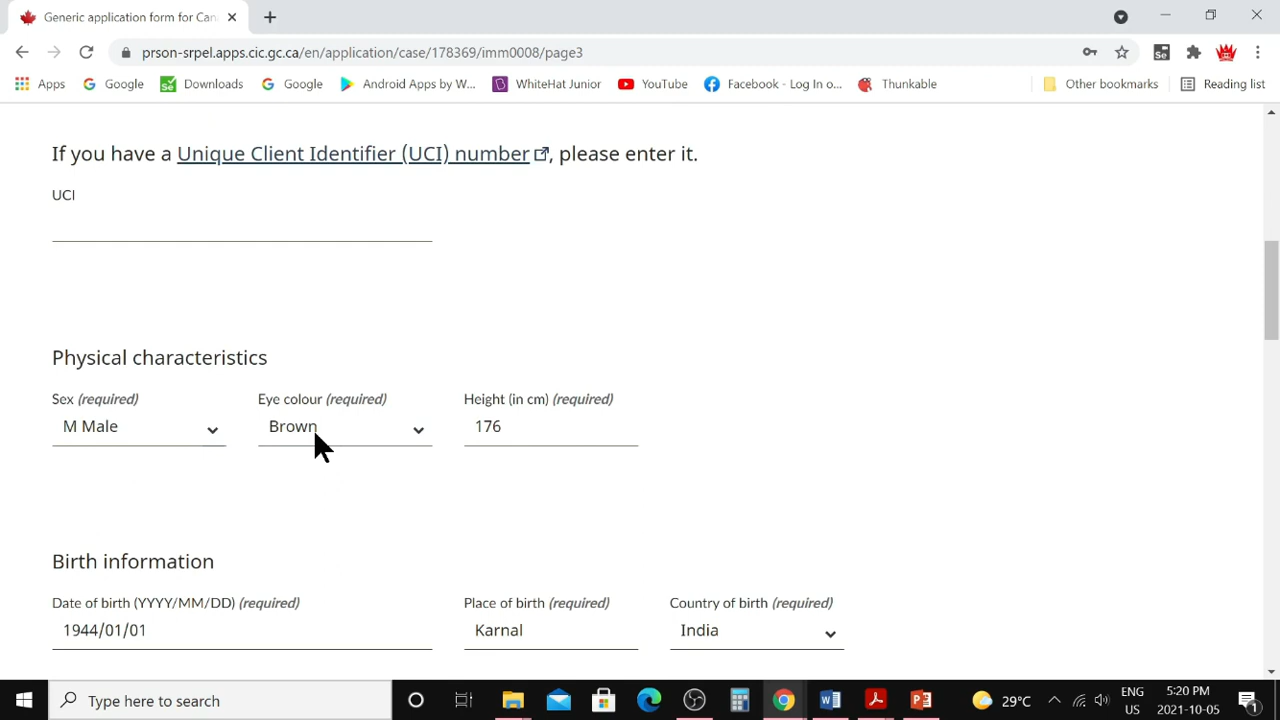 Generic application form for Can
prson-srpel.apps.cic.gc.ca/en/application/case/178369/imm0008/page3
Apps Google Downloads Google Android Apps by W... WhiteHat Junior YouTube Facebook - Log In o... Thunkable Other bookmarks Reading list
If you have a Unique Client Identifier (UCI) number, please enter it.
UCI
Physical characteristics
Sex (required) Eye colour (required) Height (in cm) (required)
M Male Brown 176
Birth information
Date of birth (YYYY/MM/DD) (required) Place of birth (required) Country of birth (required)
1944/01/01 Karnal India
Type here to search
29°C
ENG
US
5:20 PM
2021-10-05
1